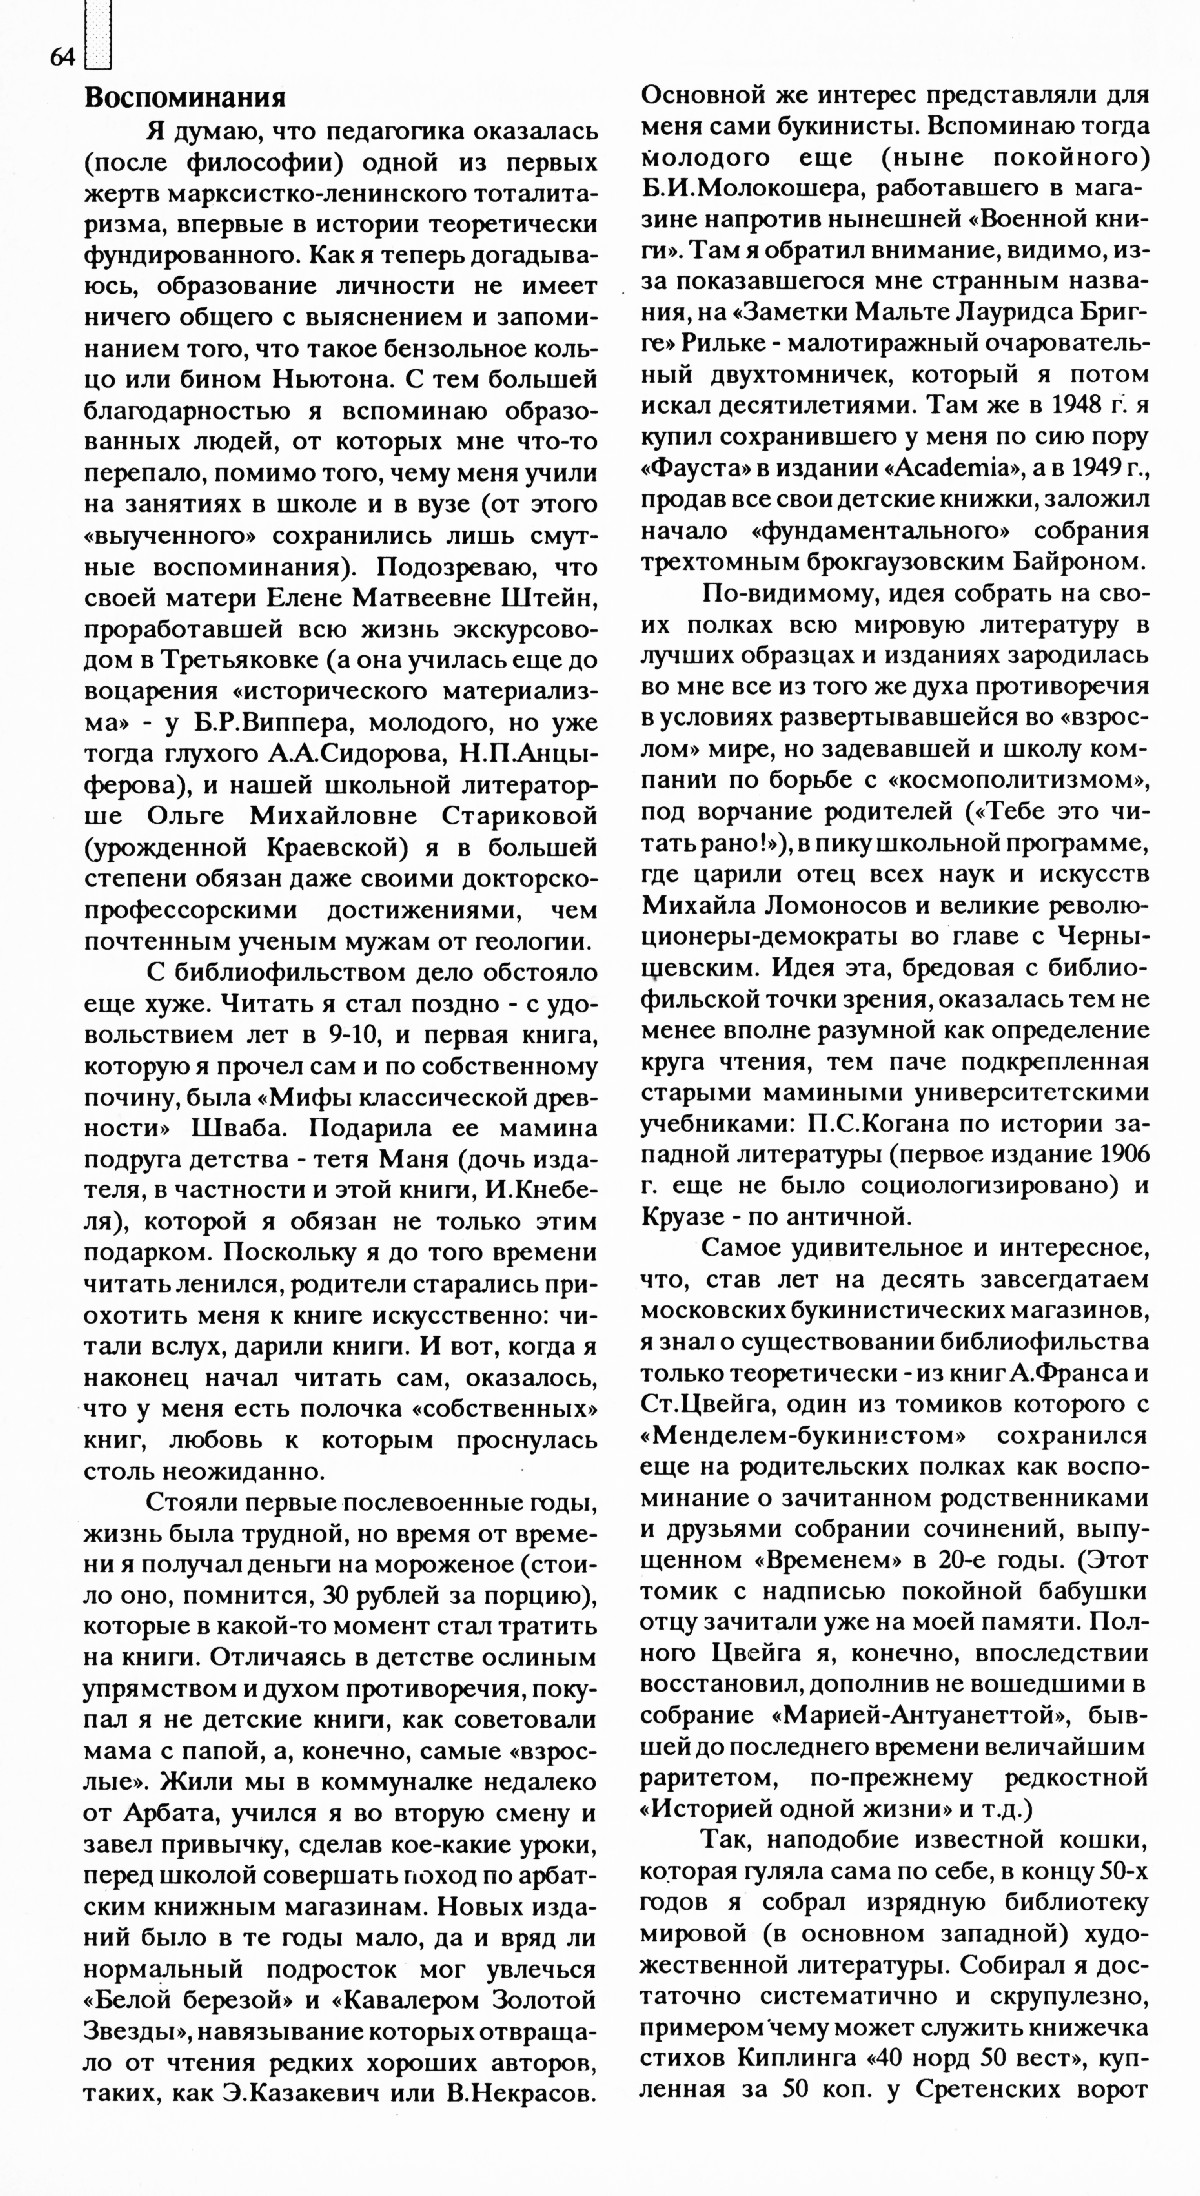 64
Воспоминания
Я думаю, что педагогика оказалась
(после философии) одной из первых
жертв марксистко-ленинского тоталита-
ризма, впервые в истории теоретически
фундированного. Как я теперь догадыва-
юсь, образование личности не имеет
ничего общего с выяснением и запоми-
нанием того, что такое бензольное коль-
цо или бином Ньютона. С тем большей
благодарностью я вспоминаю образо-
ванных людей, от которых мне что-то
перепало, помимо того, чему меня учили
на занятиях в школе и в вузе (от этого
«выученного» сохранились лишь смут-
ные воспоминания). Подозреваю, что
своей матери Елене Матвеевне Штейн,
проработавшей всю жизнь экскурсово-
дом в Третьяковке (а она училась еще до
воцарения «исторического материализ-
ма» - у Б.Р.Виппера, молодого, но уже
тогда глухого А.А.Сидорова, Н.П.Анцы-
ферова), и нашей школьной литератор-
ше Ольге Михайловне Стариковой
(урожденной Краевской) я в большей
степени обязан даже своими докторско-
профессорскими достижениями, чем
почтенным ученым мужам от геологии.
С библиофильством дело обстояло
еще хуже. Читать я стал поздно - с удо-
вольствием лет в 9-10, и первая книга,
которую я прочел сам и по собственному
почину, была «Мифы классической древ-
ности» Шваба. Подарила ее мамина
подруга детства - тетя Маня (дочь изда-
теля, в частности и этой книги, И.Кнебе-
ля), которой я обязан не только этим
подарком. Поскольку я до того времени
читать ленился, родители старались при-
охотить меня к книге искусственно: чи-
тали вслух, дарили книги. И вот, когда я
наконец начал читать сам, оказалось,
что у меня есть полочка «собственных»
книг, любовь к которым проснулась
столь неожиданно.
Стояли первые послевоенные годы,
жизнь была трудной, но время от време-
ни я получал деньги на мороженое (стои-
ло оно, помнится, 30 рублей за порцию),
которые в какой-то момент стал тратить
на книги. Отличаясь в детстве ослиным
упрямством и духом противоречия, поку-
пал я не детские книги, как советовали
мама с папой, а, конечно, самые «взрос-
лые». Жили мы в коммуналке недалеко
от Арбата, учился я во вторую смену и
завел привычку, сделав кое-какие уроки,
перед школой совершать поход по арбат-
ским книжным магазинам. Новых изда-
ний было в те годы мало, да и вряд ли
нормальный подросток мог увлечься
«Белой березой» и «Кавалером Золотой
Звезды», навязывание которых отвраща-
ло от чтения редких хороших авторов,
таких, как Э.Казакевич или В.Некрасов.
Основной же интерес представляли для
меня сами букинисты. Вспоминаю тогда
молодого еще (ныне покойного)
Б.И.Молокошера, работавшего в мага-
зине напротив нынешней «Военной кни-
ги». Там я обратил внимание, видимо, из-
за показавшегося мне странным назва-
ния, на «Заметки Мальте Лауридса Бриг-
ге» Рильке - малотиражный очарователь-
ный двухтомничек, который я потом
искал десятилетиями. Там же в 1948 г. я
купил сохранившего у меня по сию пору
«Фауста» в издании «Academia», а в 1949 г.,
продав все свои детские книжки, заложил
начало «фундаментального» собрания
трехтомным брокгаузовским Байроном.
По-видимому, идея собрать на сво-
их полках всю мировую литературу в
лучших образцах и изданиях зародилась
во мне все из того же духа противоречия
в условиях развертывавшейся во «взрос-
лом» мире, но задевавшей и школу ком-
пании по борьбе с «космополитизмом»,
под ворчание родителей («Тебе это чи-
тать рано!»), в пику школьной программе,
где царили отец всех наук и искусств
Михайла Ломоносов и великие револю-
ционеры-демократы во главе с Черны-
шевским. Идея эта, бредовая с библио-
фильской точки зрения, оказалась тем не
менее вполне разумной как определение
круга чтения, тем паче подкрепленная
старыми мамиными университетскими
учебниками: П.С.Когана по истории за-
падной литературы (первое издание 1906
г. еще не было социологизировано) и
Круазе - по античной.
Самое удивительное и интересное,
что, став лет на десять завсегдатаем
московских букинистических магазинов,
я знал о существовании библиофильства
только теоретически - из книг А.Франса и
Ст.Цвейга, один из томиков которого с
«Менделем-букинистом» сохранился
еще на родительских полках как воспо-
минание о зачитанном родственниками
и друзьями собрании сочинений, выпу-
щенном «Временем» в 20-е годы. (Этот
томик с надписью покойной бабушки
отцу зачитали уже на моей памяти. Пол-
ного Цвейга я, конечно, впоследствии
восстановил, дополнив не вошедшими в
собрание «Марией-Антуанеттой», быв-
шей до последнего времени величайшим
раритетом, по-прежнему редкостной
«Историей одной жизни» и т.д.)
Так, наподобие известной кошки,
которая гуляла сама по себе, в концу 50-х
годов я собрал изрядную библиотеку
мировой (в основном западной) худо-
жественной литературы. Собирал я дос-
таточно систематично и скрупулезно,
примером чему может служить книжечка
стихов Киплинга «40 норд 50 вест», куп-
ленная за 50 коп. у Сретенских ворот